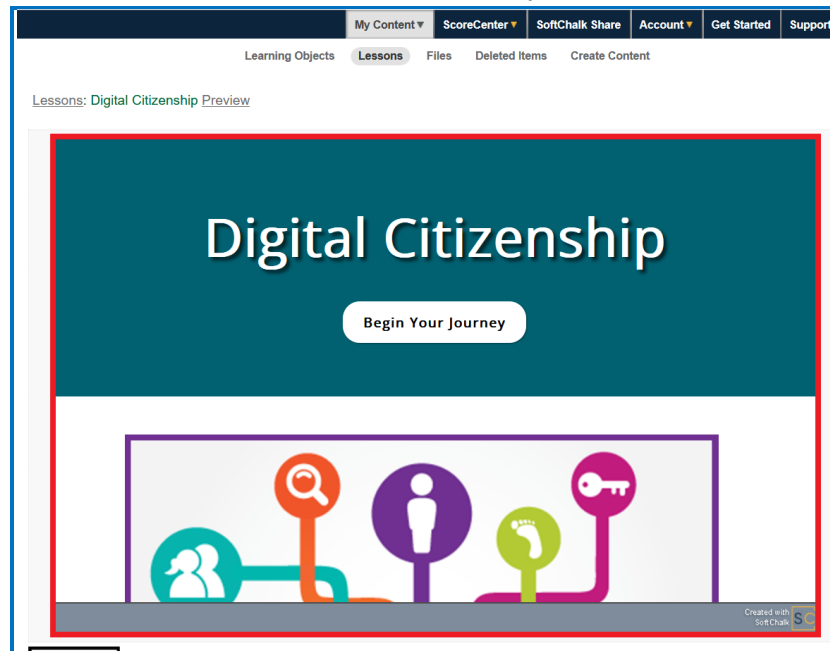 My Content▼ ScoreCenter▼ SoftChalk Share Account▼ Get Started Support
Learning Objects Lessons Files Deleted Items Create Content
Lessons: Digital Citizenship Preview
Digital Citizenship
Begin Your Journey
Created with
SoftChalk SC